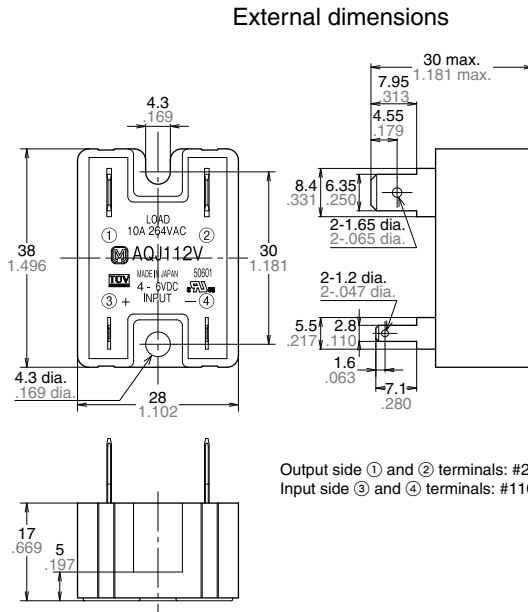 External dimensions
30 max.
1.181 max.
7.95
.313
4.55
.179
4.3
.169
8.4
.331
6.35
.250
2-1.65 dia.
2-.065 dia.
38
1.496
LOAD
10A 264VAC
① ②
AQJ112V
TÜV MADE IN JAPAN 50601
4 - 6VDC
③ + INPUT – ④
30
1.181
2-1.2 dia.
2-.047 dia.
5.5
.217
2.8
.110
1.6
.063
7.1
.280
4.3 dia.
.169 dia.
28
1.102
Output side ① and ② terminals: #2
Input side ③ and ④ terminals: #110
17
.669
5
.197